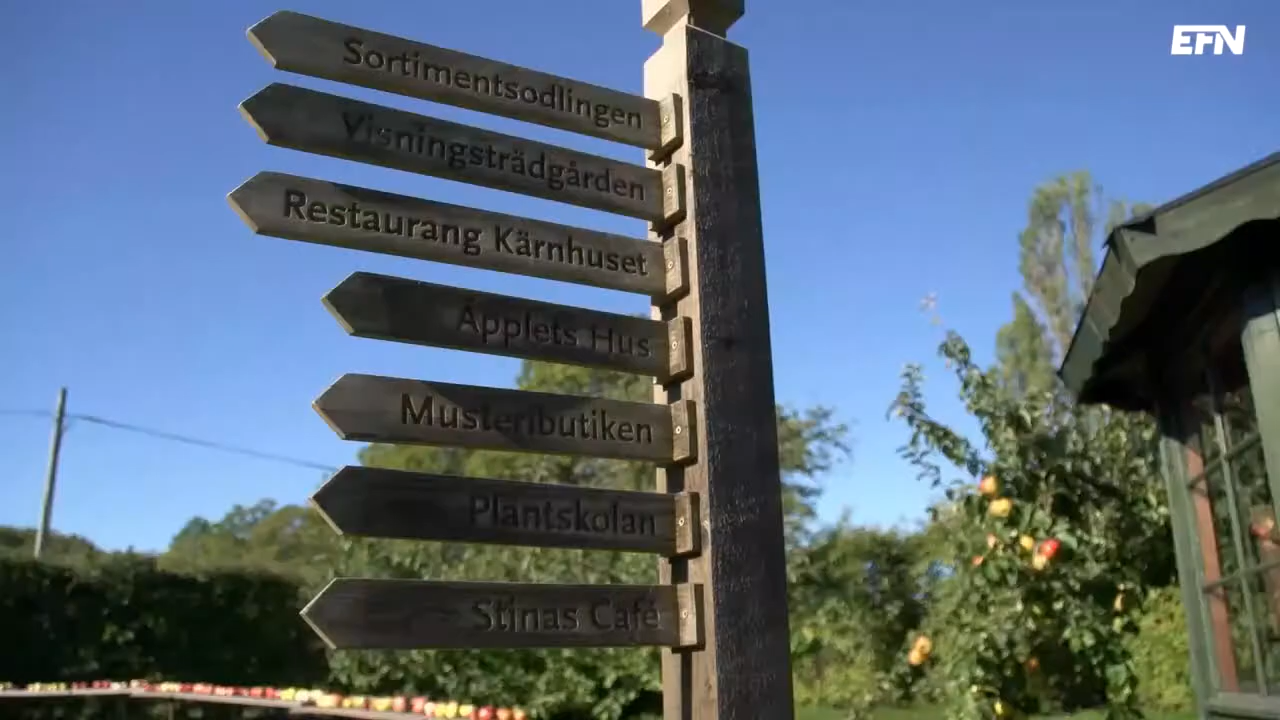 EFN
Sortimentsodlingen
Visningsträdgården
Restaurang Kärnhuset
Äpplets Hus
Musteributiken
Plantskolan
Stinas Café